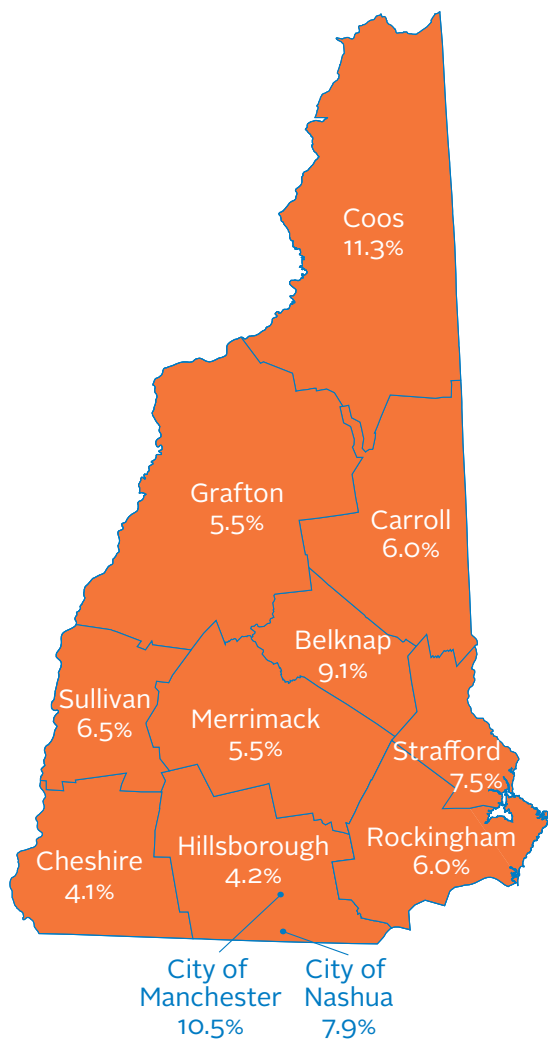 Coos
11.3%
Grafton
5.5%
Carroll
6.0%
Belknap
9.1%
Sullivan
6.5%
Merrimack
5.5%
Strafford
7.5%
Cheshire
4.1%
Hillsborough
4.2%
Rockingham
6.0%
City of
Manchester
10.5%
City of
Nashua
7.9%